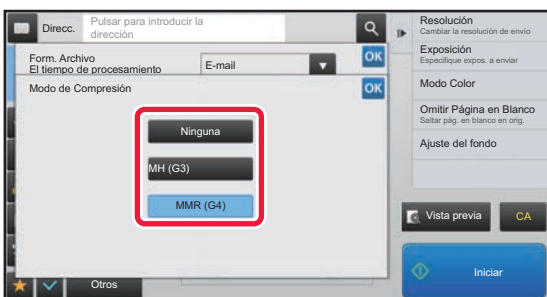 Direcc.
Pulsar para introducir la
dirección
Form. Archivo
El tiempo de procesamiento
E-mail
OK
Modo de Compresión
OK
Ninguna
MH (G3)
MMR (G4)
Otros
Resolución
Cambiar la resolución de envío
Exposición
Especifique expos. a enviar
Modo Color
Omitir Página en Blanco
Saltar pág. en blanco en orig.
Ajuste del fondo
Vista previa
CA
Iniciar